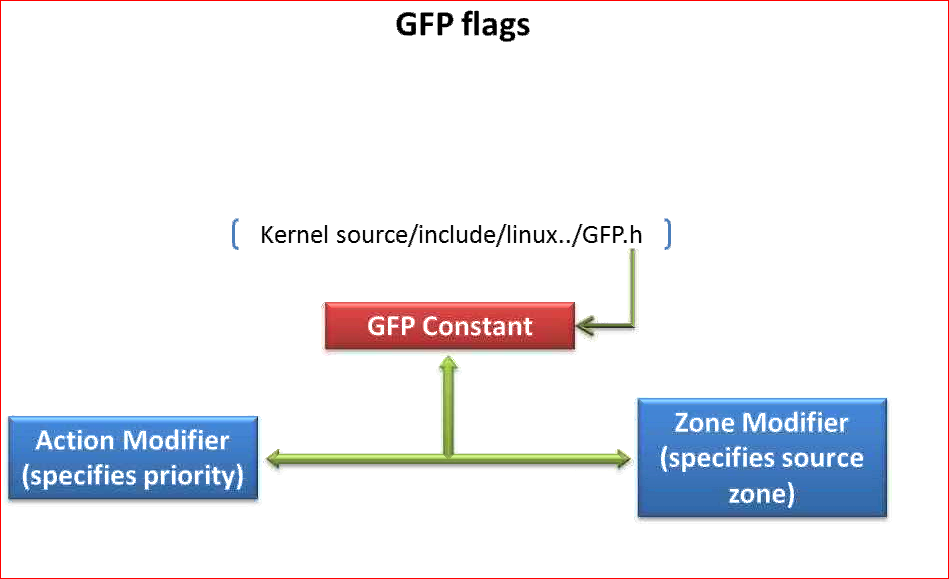 GFP flags
Kernel source/include/linux../GFP.h
GFP Constant
Action Modifier
(specifies priority)
Zone Modifier
(specifies source
zone)